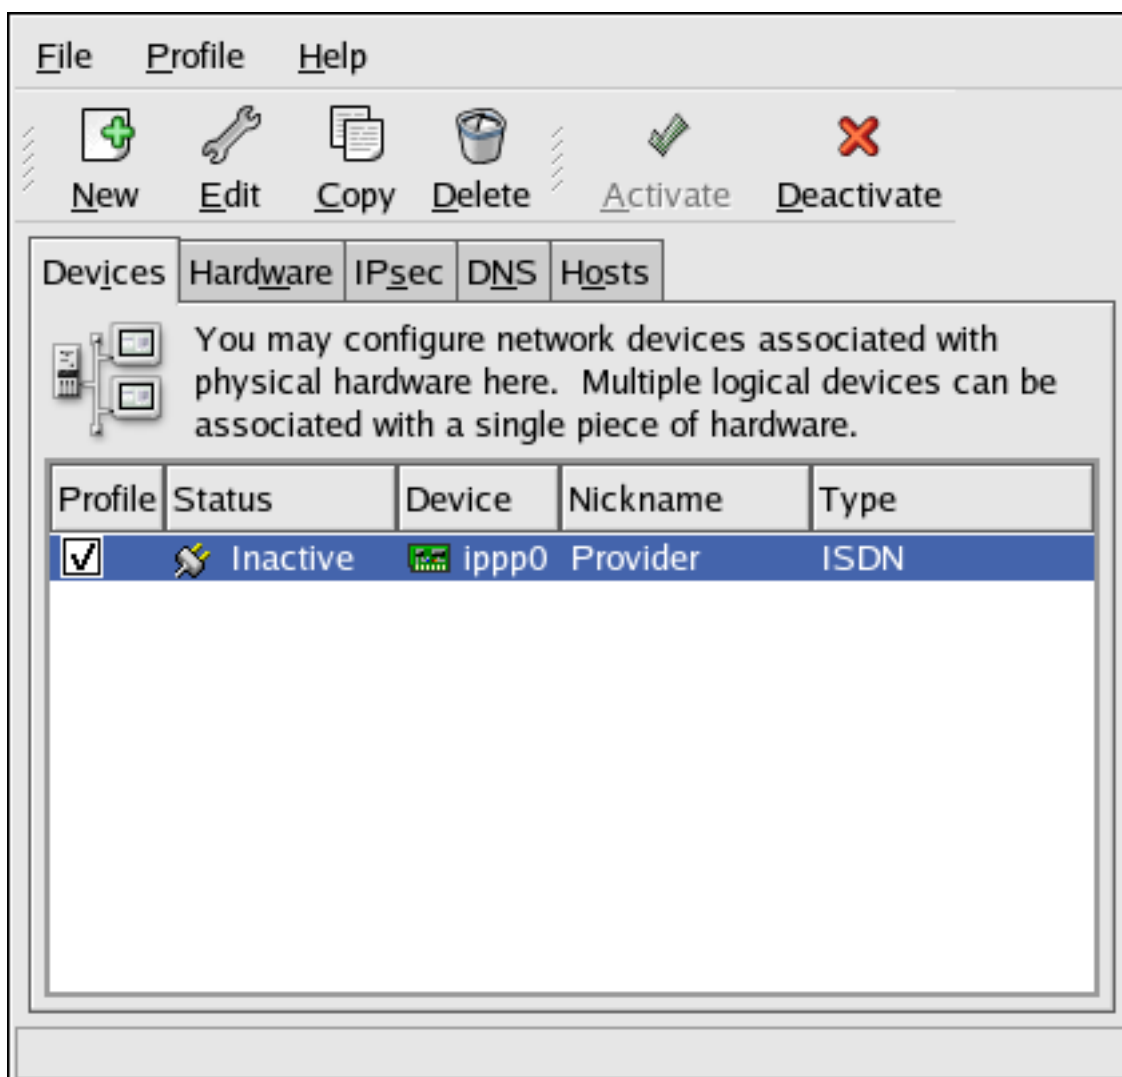 File Profile Help
New Edit Copy Delete Activate Deactivate
Devices Hardware IPsec DNS Hosts
You may configure network devices associated with
physical hardware here.  Multiple logical devices can be
associated with a single piece of hardware.
Profile Status Device Nickname Type
Inactive ippp0 Provider ISDN